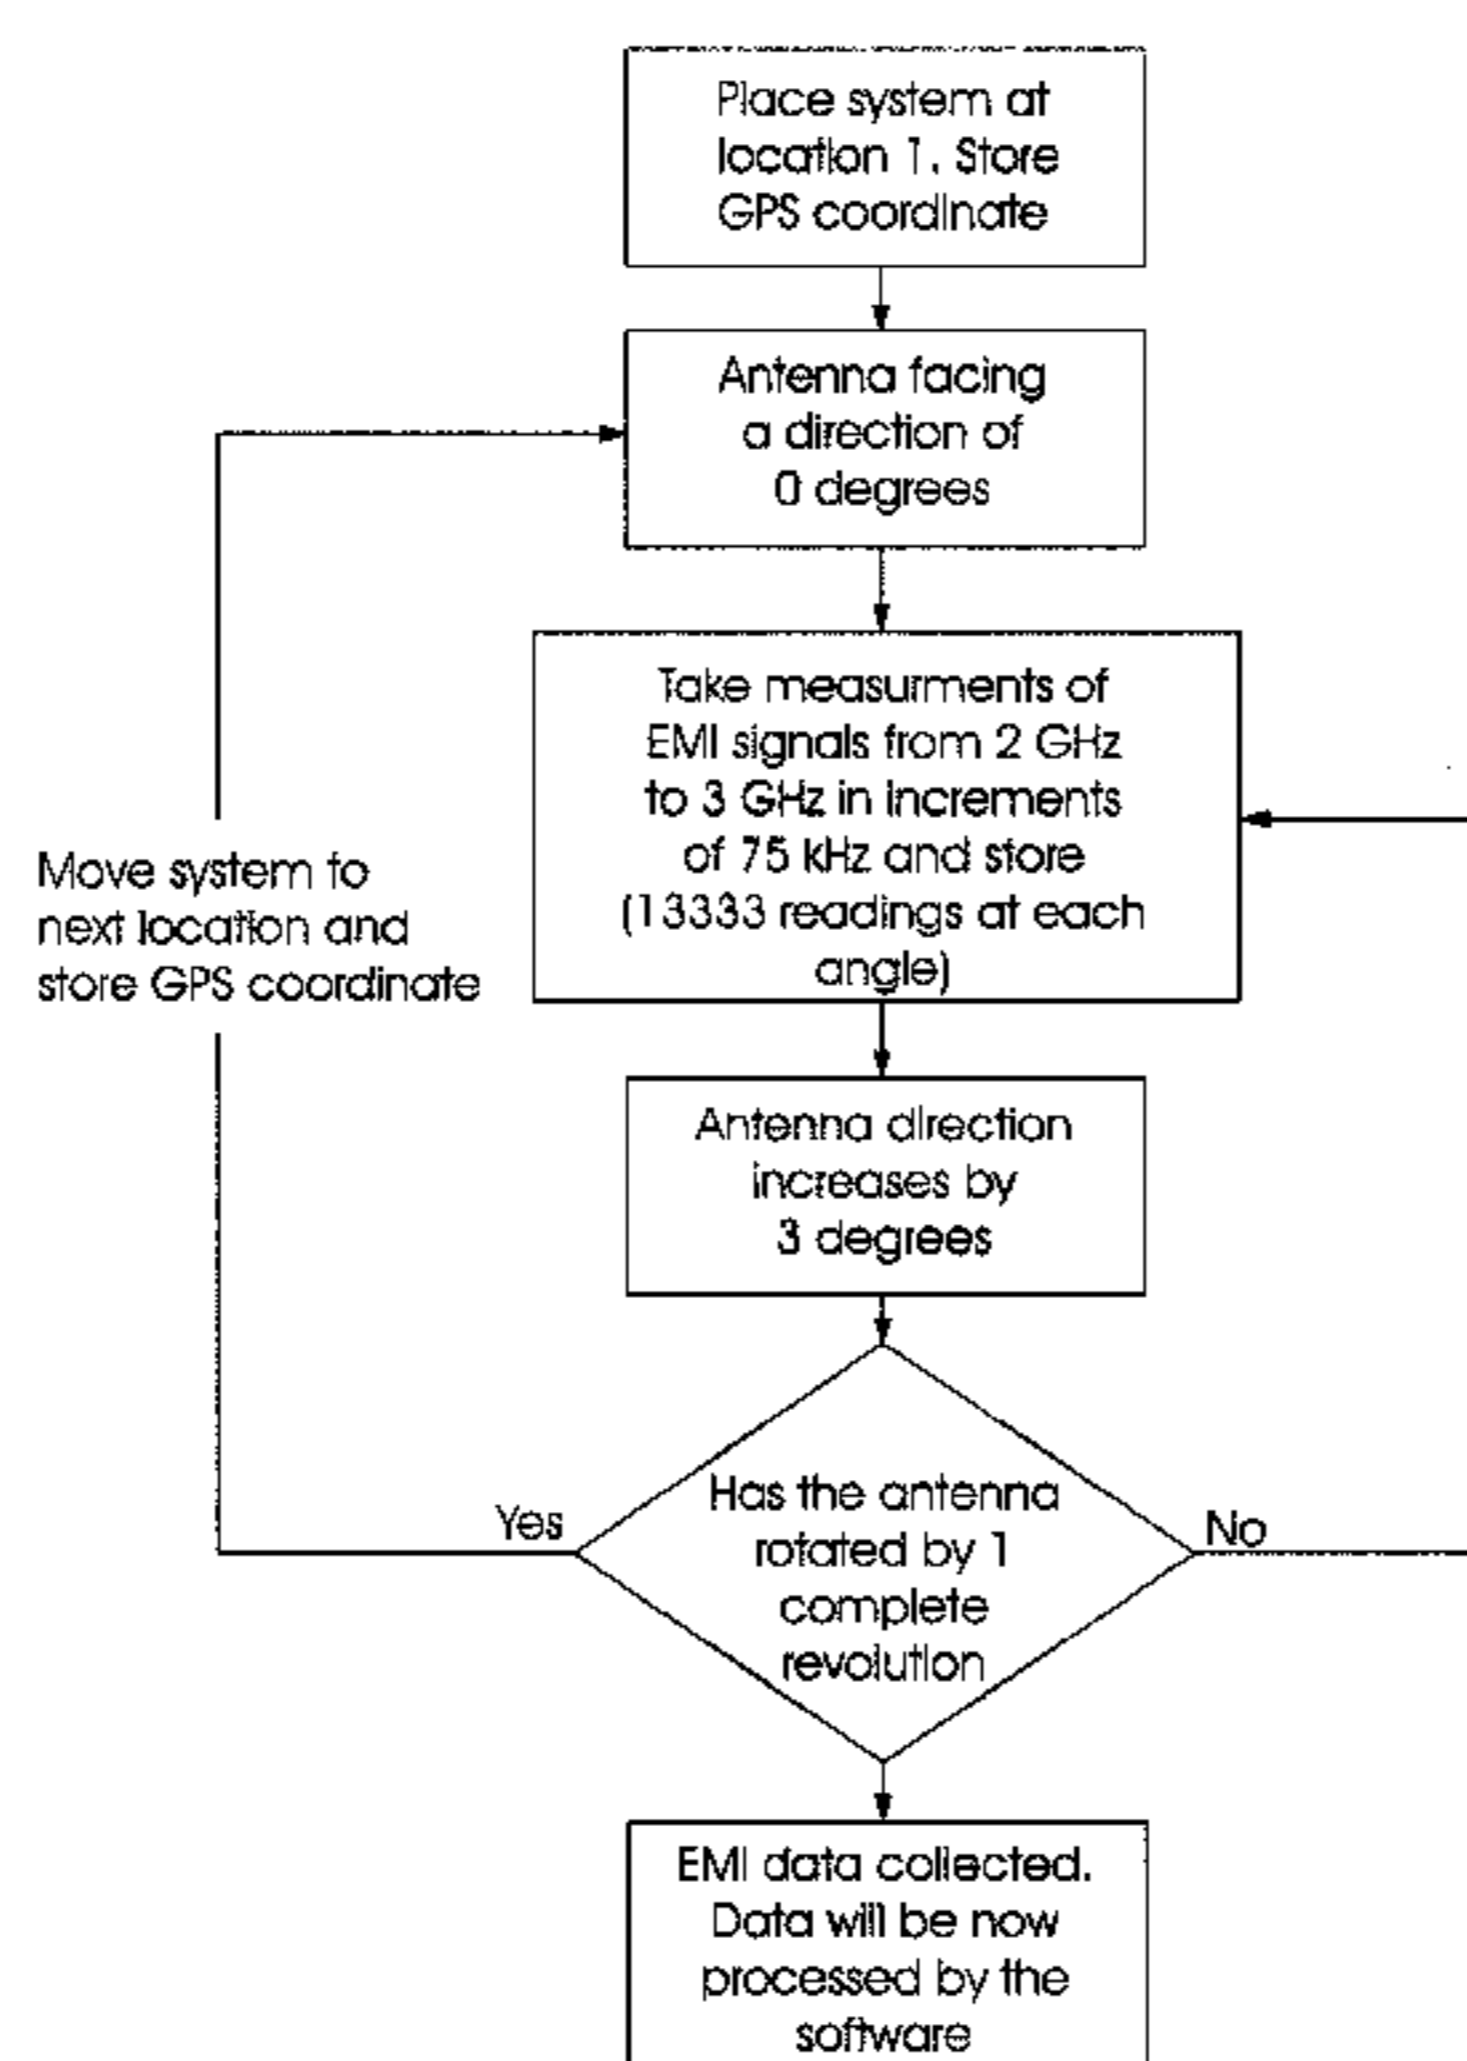 Place system at
location 1. Store
GPS coordinate
Antenna facing
a direction of
0 degrees
Take measurments of
EMI signals from 2 GHz
to 3 GHz in increments
of 75 kHz and store
(13333 readings at each
angle)
Move system to
next location and
store GPS coordinate
Antenna direction
increases by
3 degrees
Has the antenna
rotated by 1
complete
revolution
Yes
No
EMI data collected.
Data will be now
processed by the
software